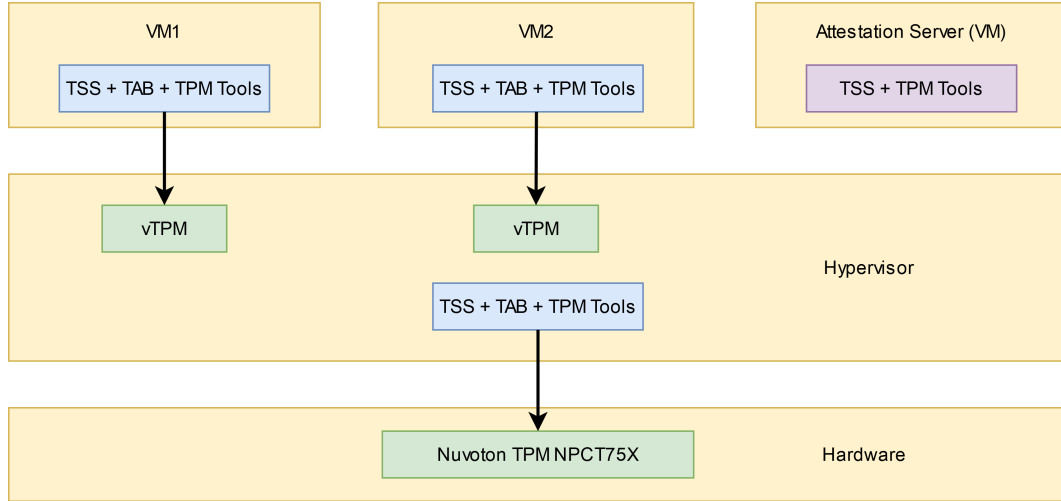 VM1
VM2
Attestation Server (VM)
TSS + TAB + TPM Tools
TSS + TAB + TPM Tools
TSS + TPM Tools
vTPM
vTPM
Hypervisor
TSS + TAB + TPM Tools
Nuvoton TPM NPCT75X
Hardware